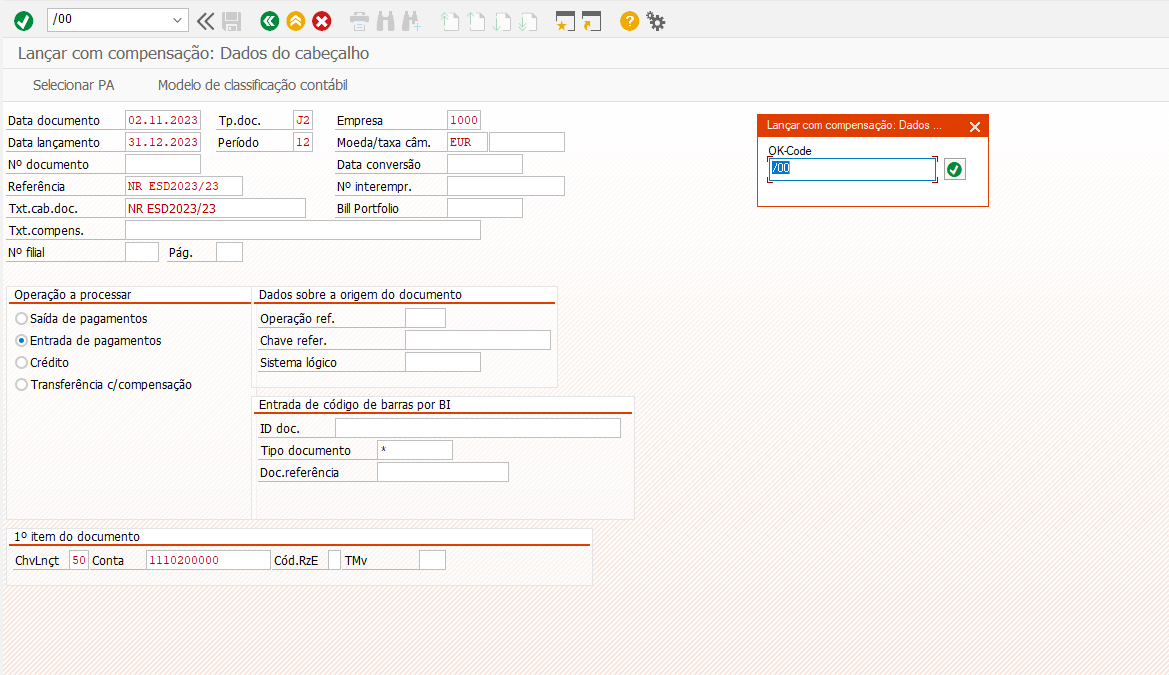 /00
Lançar com compensação: Dados do cabeçalho
Selecionar PA Modelo de classificação contábil
Data documento 02.11.2023 Tp.doc. J2 Empresa 1000
Data lançamento 31.12.2023 Período 12 Moeda/taxa câm. EUR
Nº documento Data conversão
Referência NR ESD2023/23 Nº interempr.
Txt.cab.doc. NR ESD2023/23 Bill Portfolio
Txt.compens.
Nº filial Pág.
Lançar com compensação: Dados ...
OK-Code
/00
Operação a processar
Saída de pagamentos
Entrada de pagamentos
Crédito
Transferência c/compensação
Dados sobre a origem do documento
Operação ref.
Chave refer.
Sistema lógico
Entrada de código de barras por BI
ID doc.
Tipo documento *
Doc.referência
1º item do documento
ChvLnçt 50 Conta 1110200000 Cód.RzE TMv